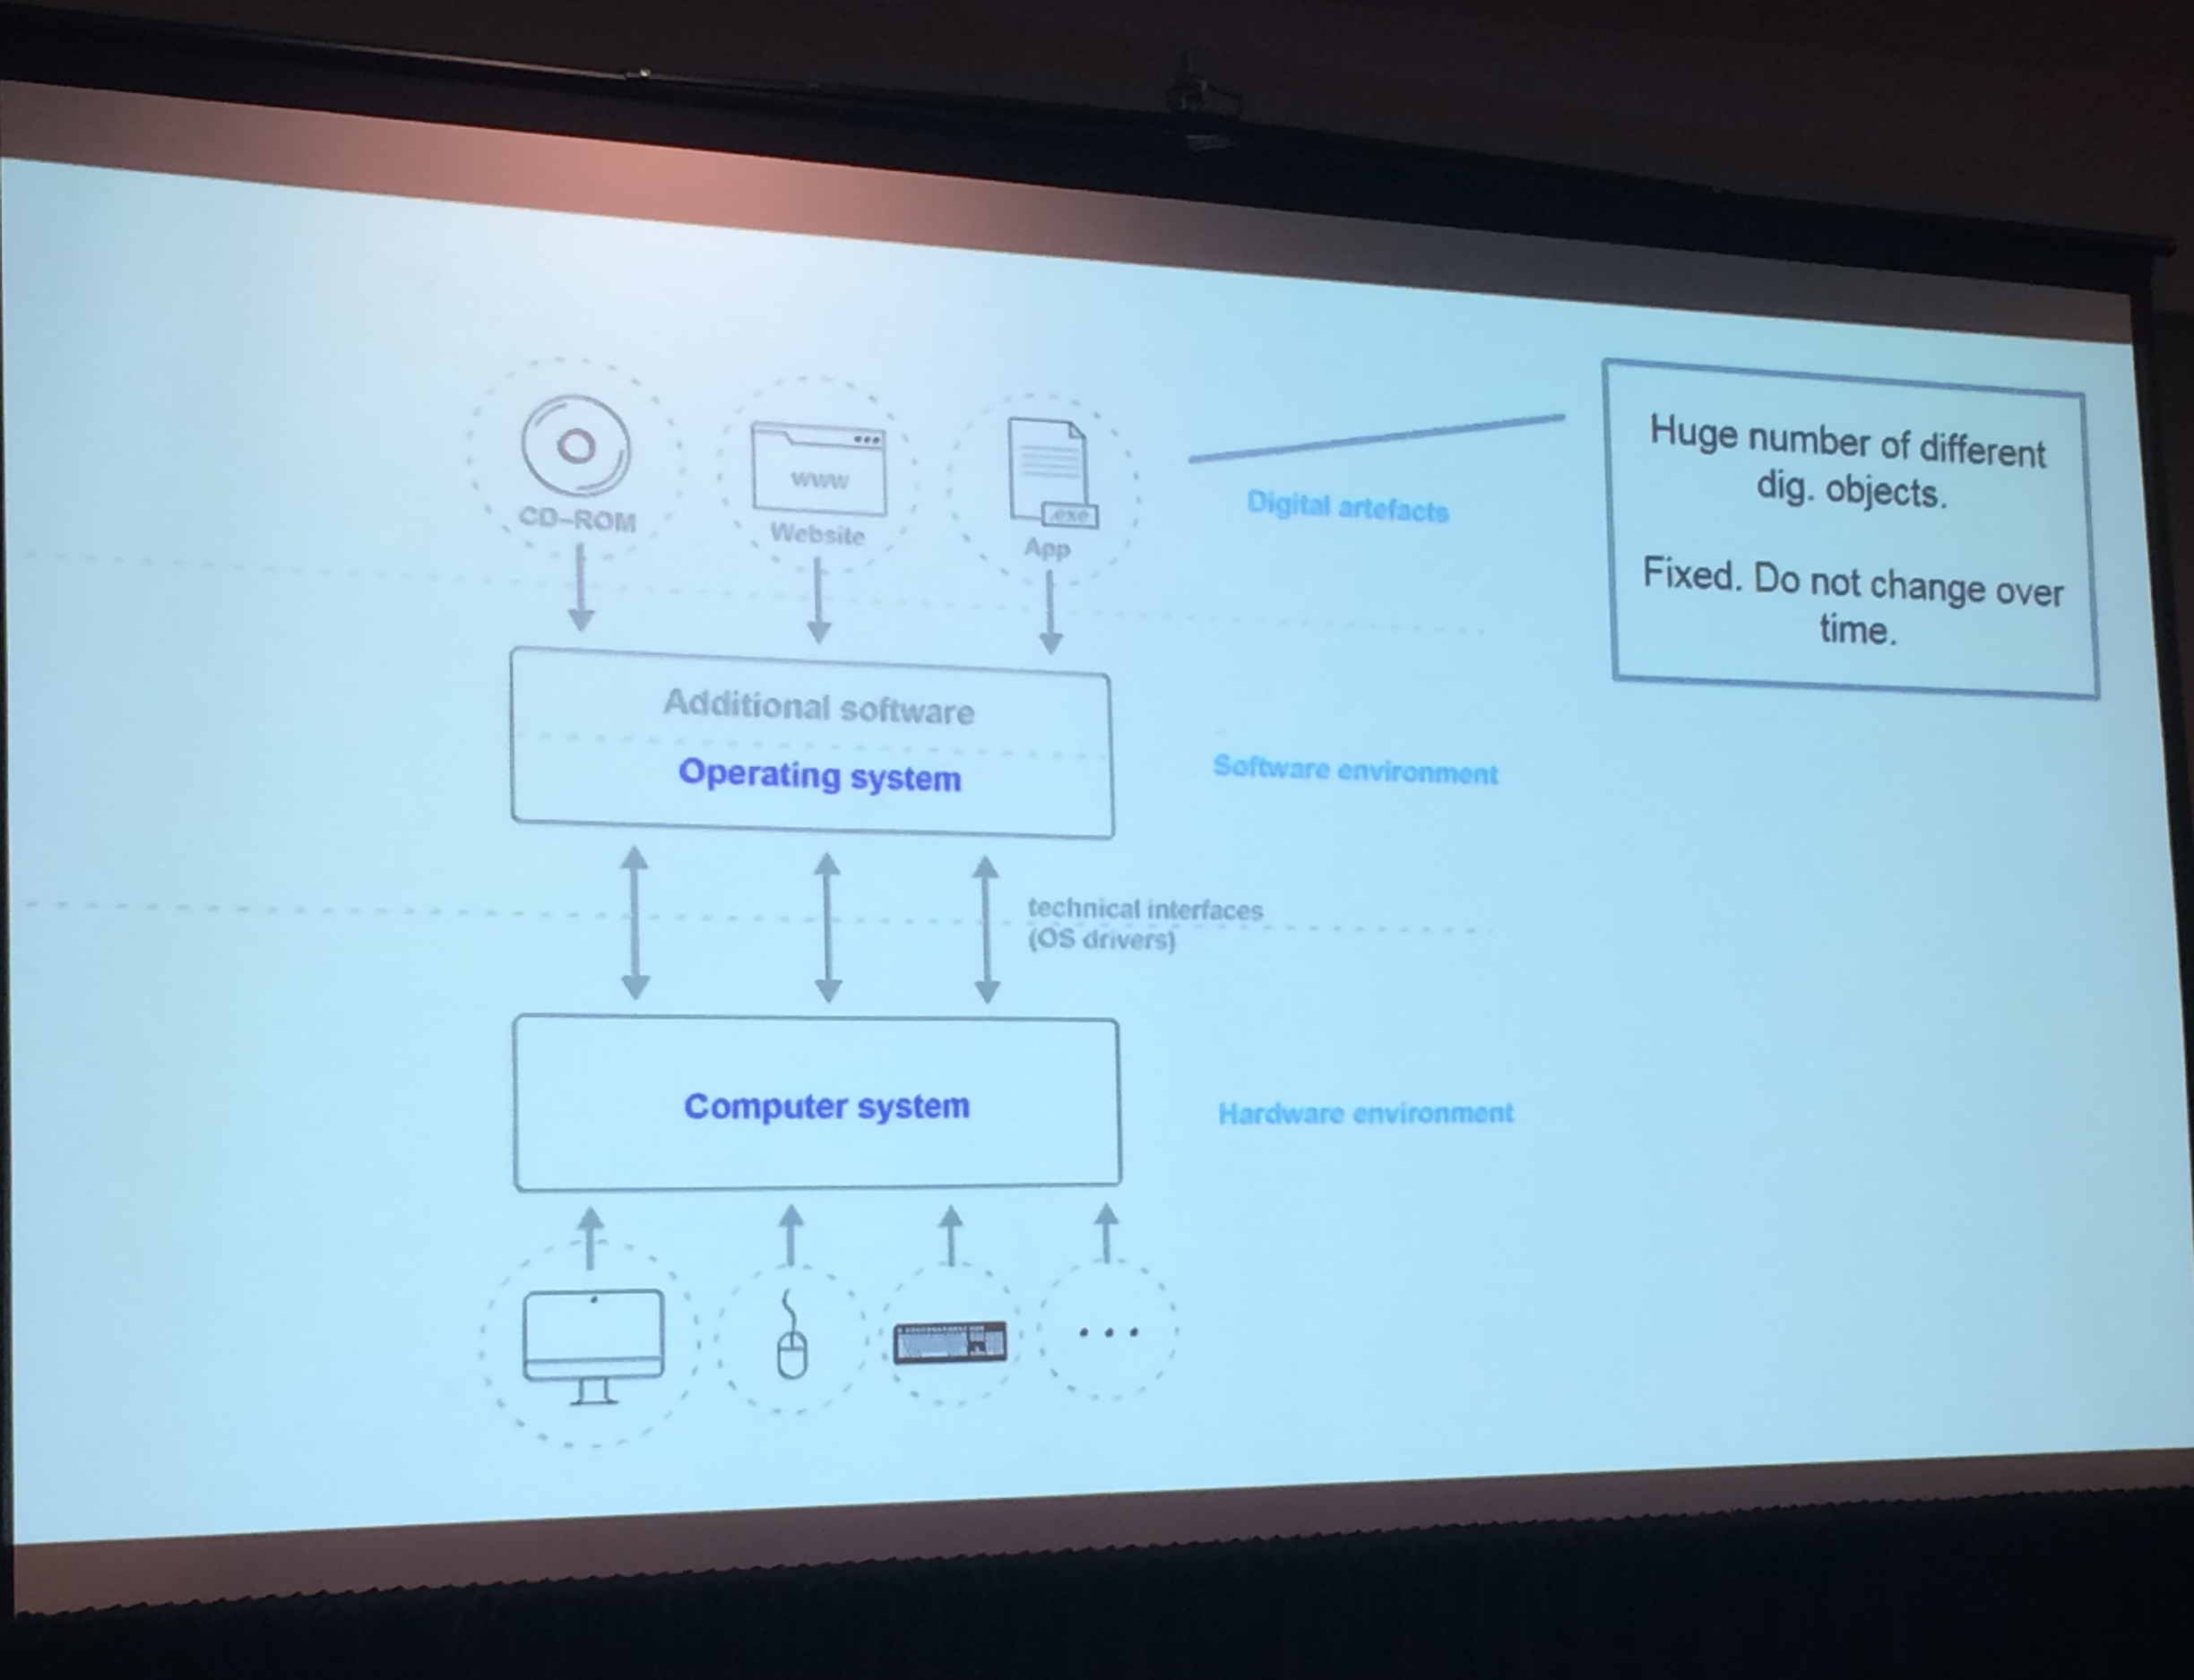 CD-ROM
www
Website
.exe
App
Digital artefacts
Huge number of different
dig. objects.
Fixed. Do not change over
time.
Additional software
Operating system
Software environment
technical interfaces
(OS drivers)
Computer system
Hardware environment
...